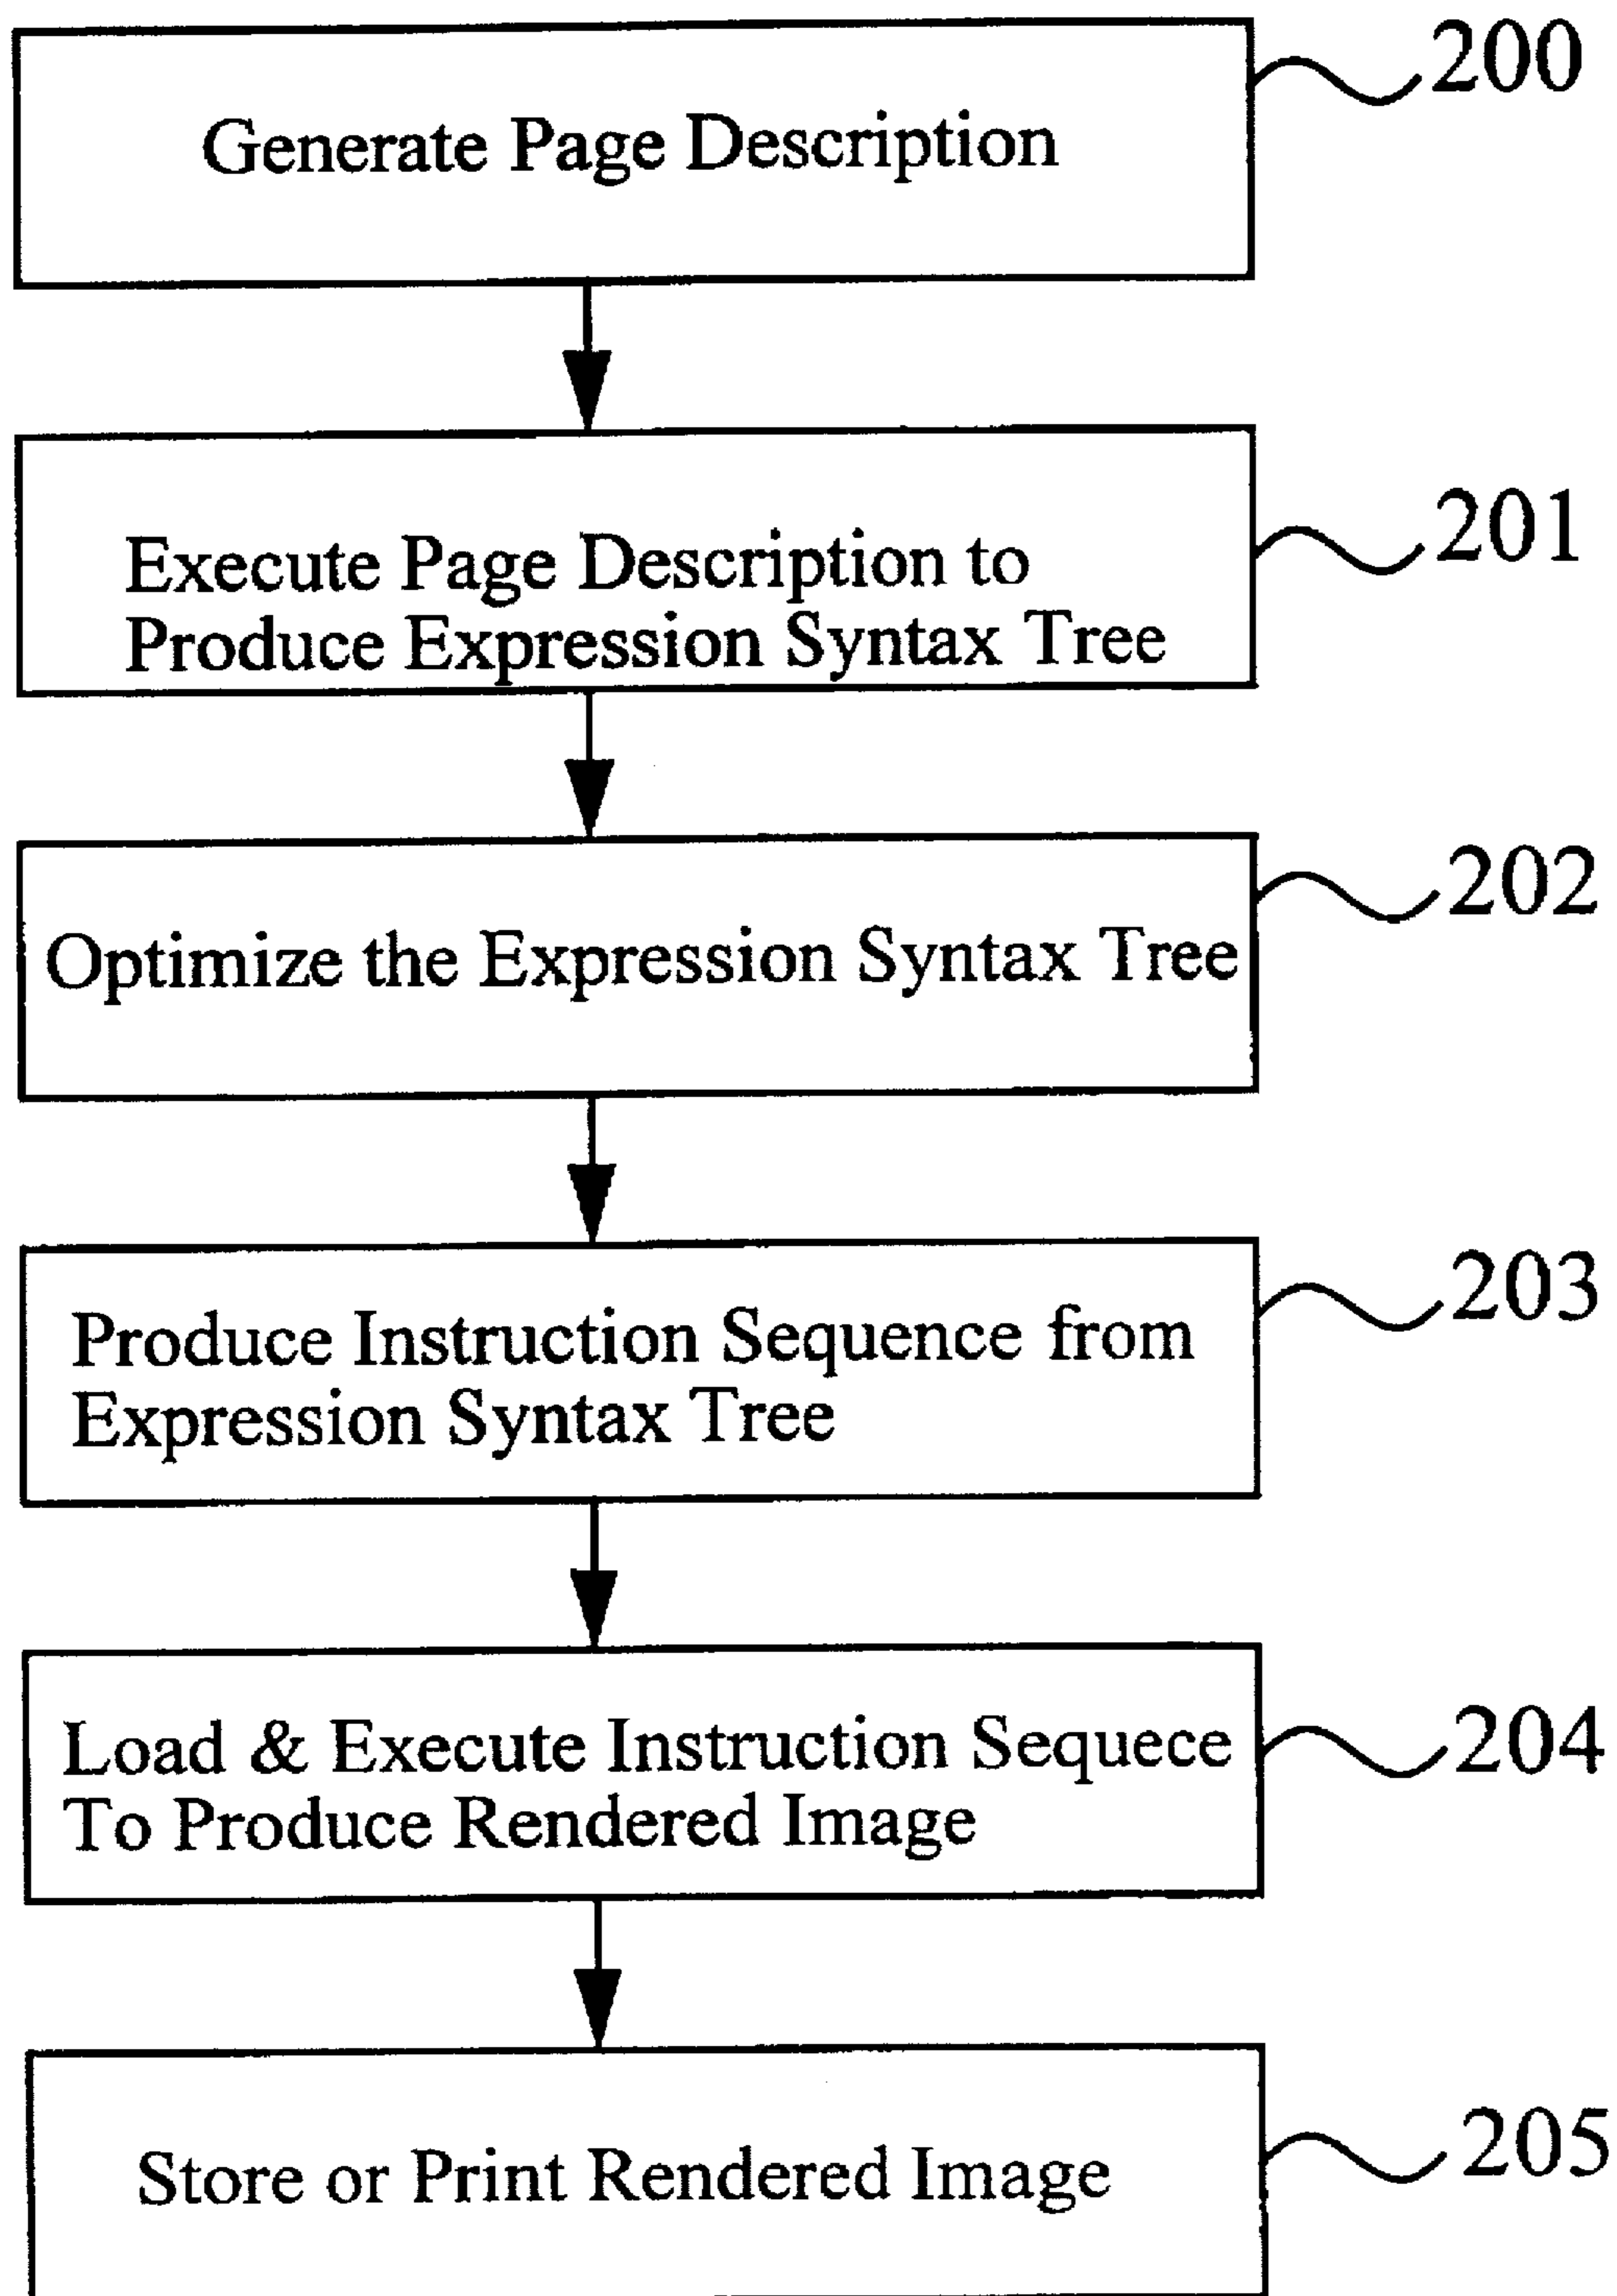 200
Generate Page Description
201
Execute Page Description to
Produce Expression Syntax Tree
202
Optimize the Expression Syntax Tree
203
Produce Instruction Sequence from
Expression Syntax Tree
204
Load & Execute Instruction Sequece
To Produce Rendered Image
205
Store or Print Rendered Image